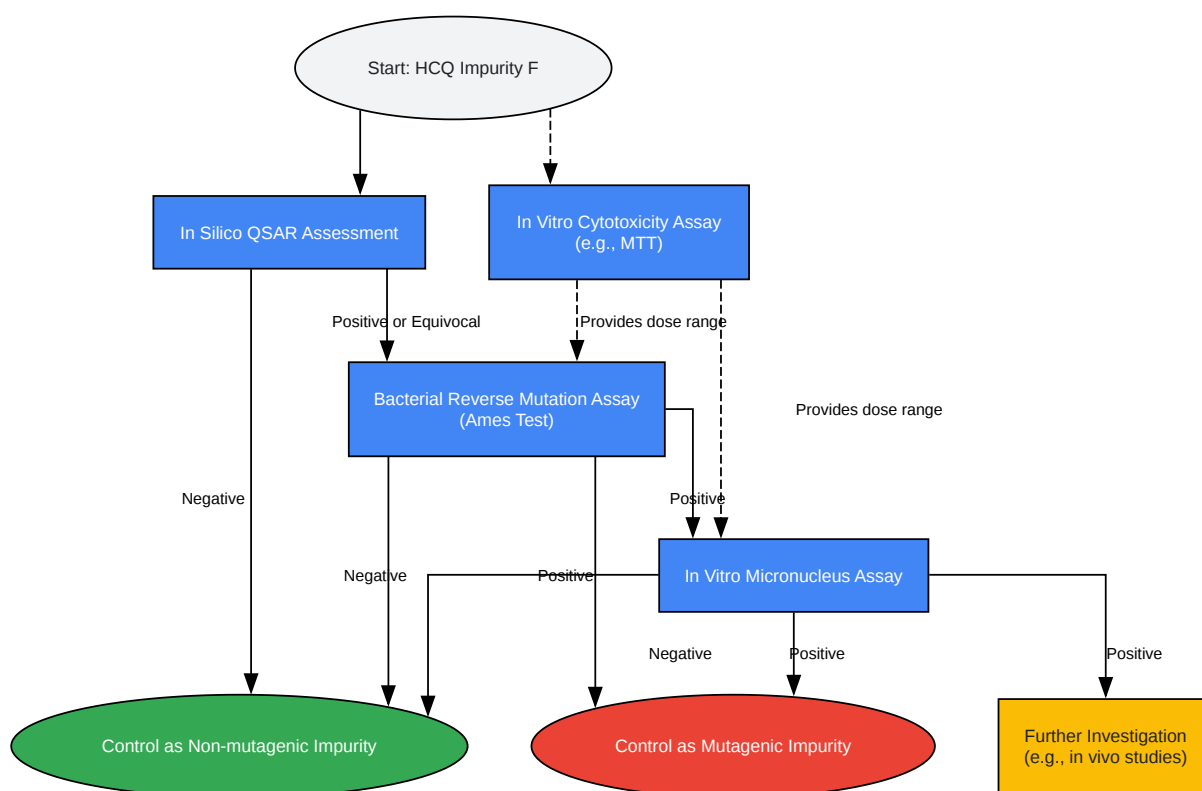 Start: HCQ Impurity F
In Silico QSAR Assessment
In Vitro Cytotoxicity Assay
(e.g., MTT)
Positive or Equivocal
Provides dose range
Bacterial Reverse Mutation Assay
(Ames Test)
Provides dose range
Negative
Positive
Negative
Positive
In Vitro Micronucleus Assay
Negative
Positive
Positive
Control as Non-mutagenic Impurity
Control as Mutagenic Impurity
Further Investigation
(e.g., in vivo studies)